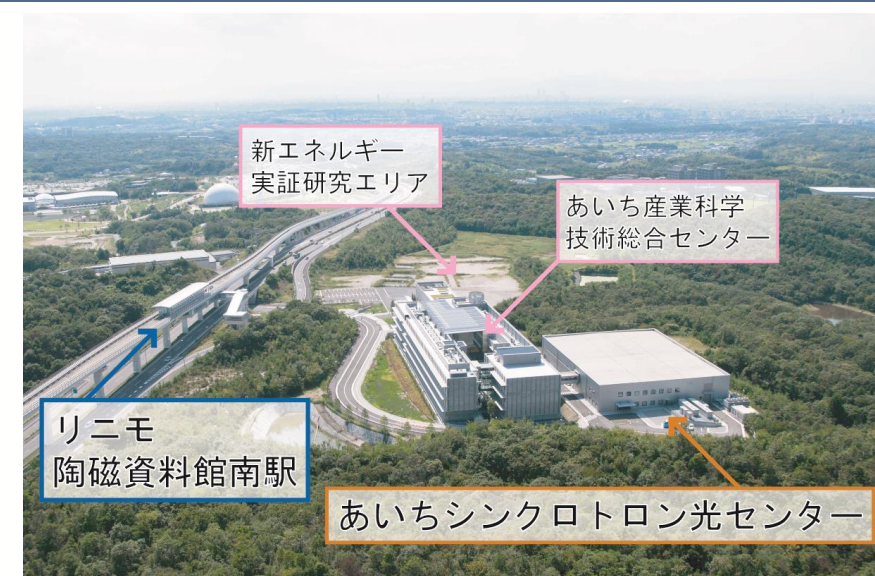 新エネルギー
実証研究エリア
あいち産業科学
技術総合センター
リニモ
陶磁資料館南駅
あいちシンクロトロン光センター